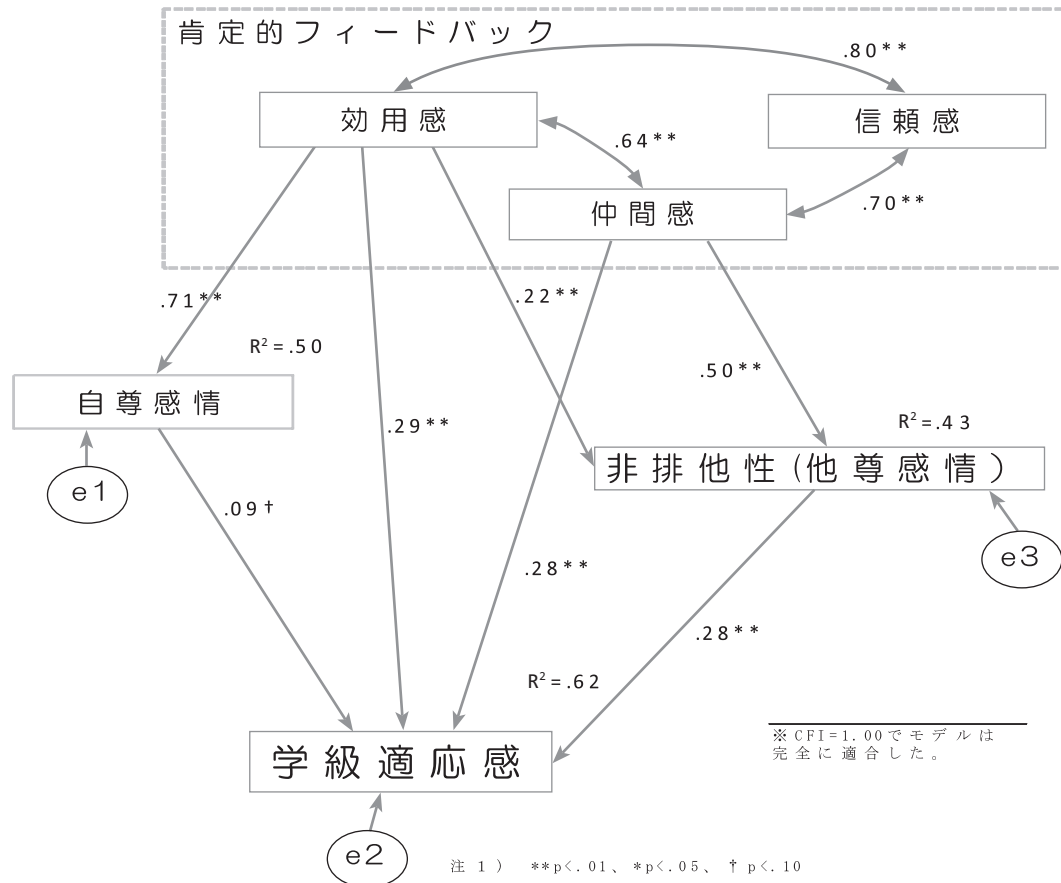 肯定的フィードバック
.80**
効用感
信頼感
.64**
仲間感
.70**
.71**
.22**
R²=.50
.50**
自尊感情
.29**
R²=.43
非排他性(他尊感情)
e1
.09†
e3
.28**
.28**
R²=.62
学級適応感
※CFI=1.00でモデルは
完全に適合した。
e2
注1） **p<.01、*p<.05、†p<.10